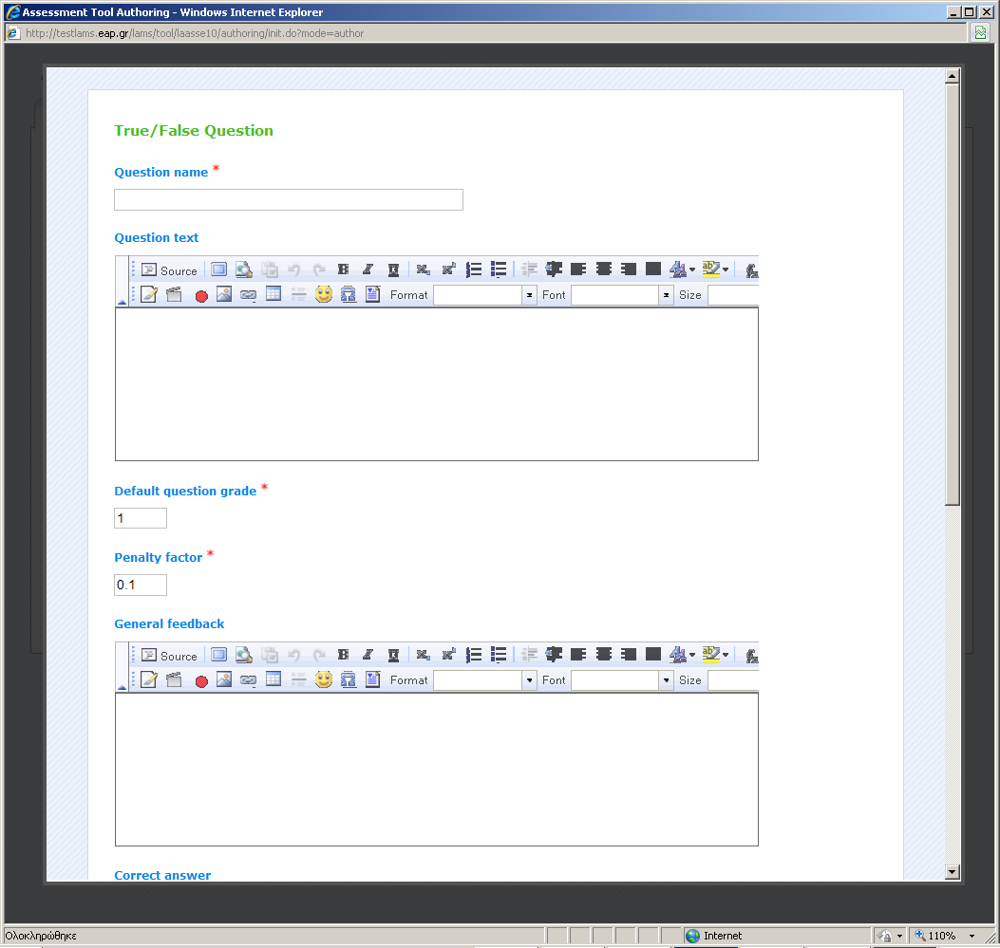 Assessment Tool Authoring - Windows Internet Explorer
http://testlams.eap.gr/lams/tool/laasse10/authoring/init.do?mode=author
True/False Question
Question name *
Question text
Source
Format Font Size
Default question grade *
1
Penalty factor *
0.1
General feedback
Source
Format Font Size
Correct answer
Ολοκληρώθηκε Internet 110%